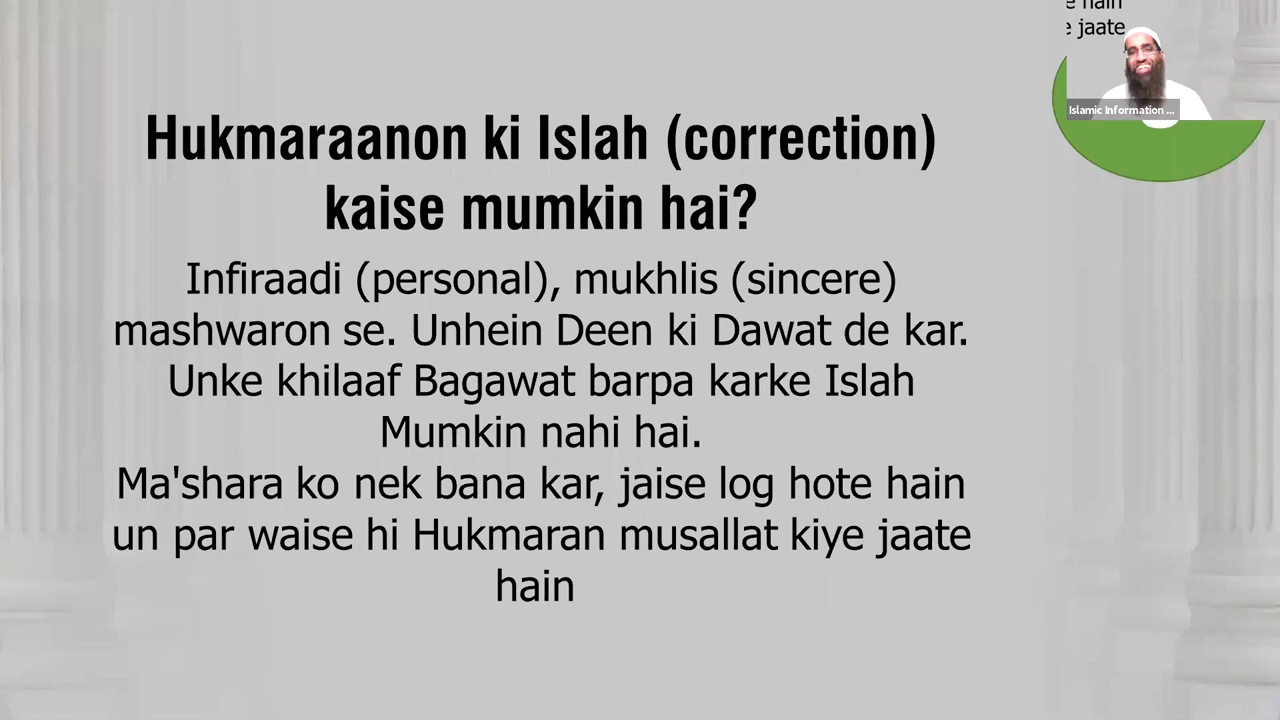 Hukmaraanon ki Islah (correction)
kaise mumkin hai?
Infiraadi (personal), mukhlis (sincere)
mashwaron se. Unhein Deen ki Dawat de kar.
Unke khilaaf Bagawat barpa karke Islah
Mumkin nahi hai.
Ma'shara ko nek bana kar, jaise log hote hain
un par waise hi Hukmaran musallat kiye jaate
hain
e hain
e jaate
Islamic Information ...